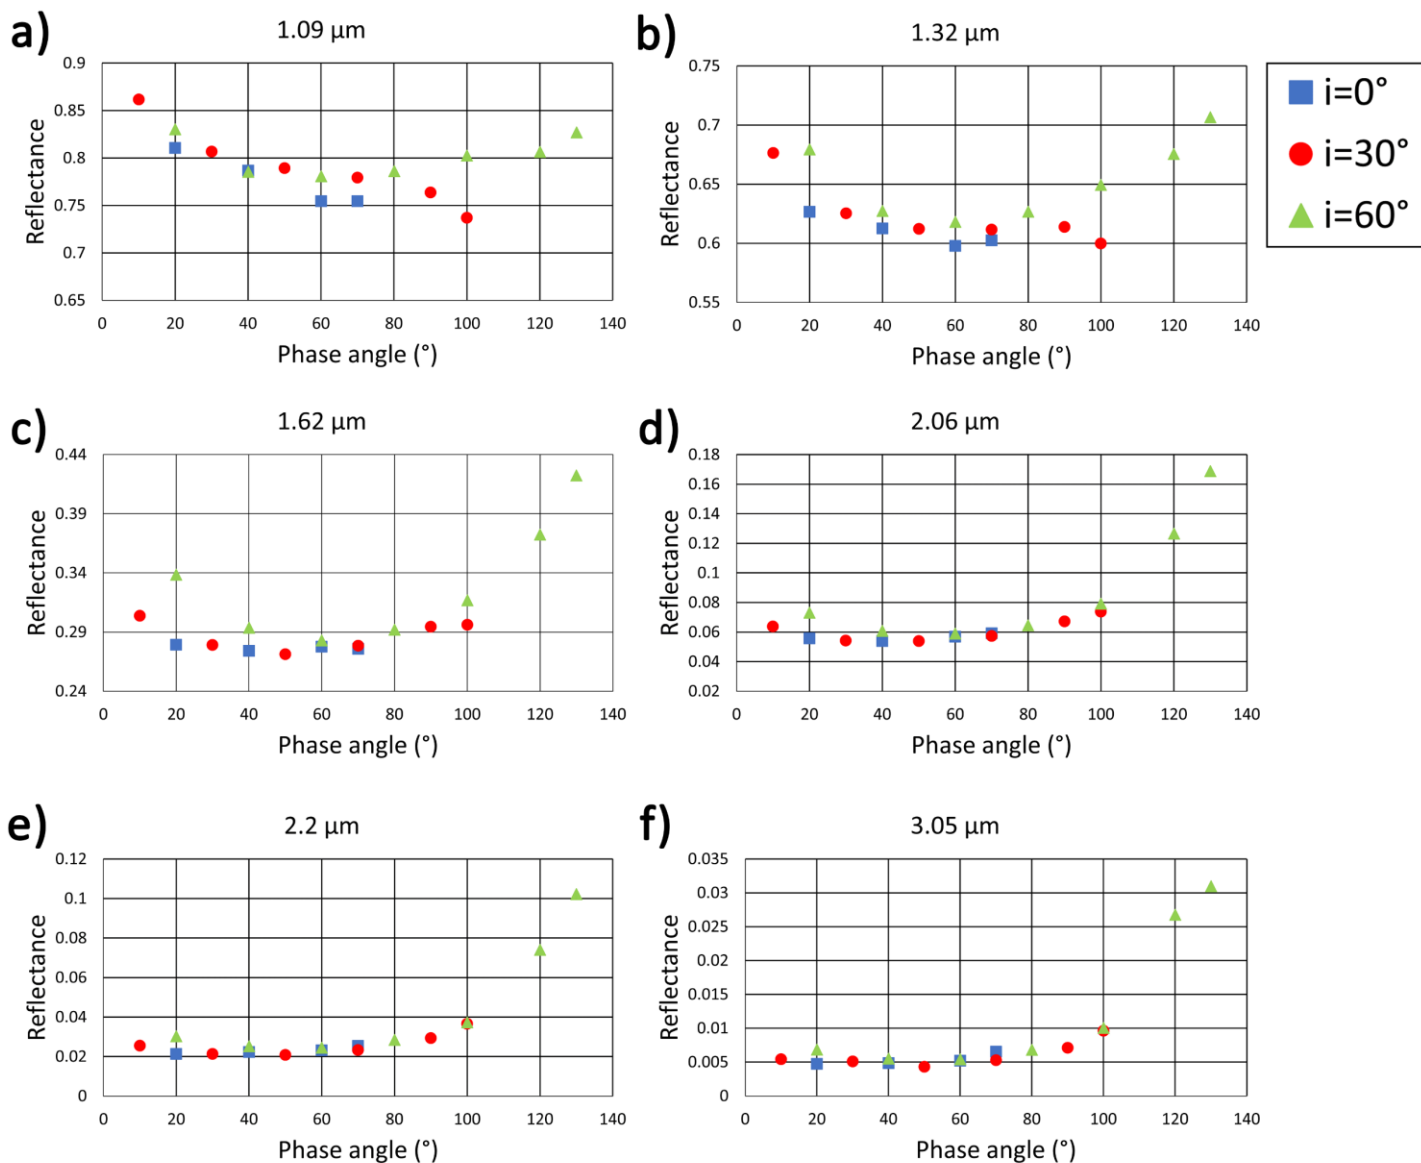 a) 1.09 µm
0.9
0.85
0.8
0.75
0.7
0.65
Reflectance
0 20 40 60 80 100 120 140
Phase angle (°)
b) 1.32 µm
0.75
0.7
0.65
0.6
0.55
Reflectance
0 20 40 60 80 100 120 140
Phase angle (°)
i=0°
i=30°
i=60°
c) 1.62 µm
0.44
0.39
0.34
0.29
0.24
Reflectance
0 20 40 60 80 100 120 140
Phase angle (°)
d) 2.06 µm
0.18
0.16
0.14
0.12
0.1
0.08
0.06
0.04
0.02
Reflectance
0 20 40 60 80 100 120 140
Phase angle (°)
e) 2.2 µm
0.12
0.1
0.08
0.06
0.04
0.02
0
Reflectance
0 20 40 60 80 100 120 140
Phase angle (°)
f) 3.05 µm
0.035
0.03
0.025
0.02
0.015
0.01
0.005
0
Reflectance
0 20 40 60 80 100 120 140
Phase angle (°)